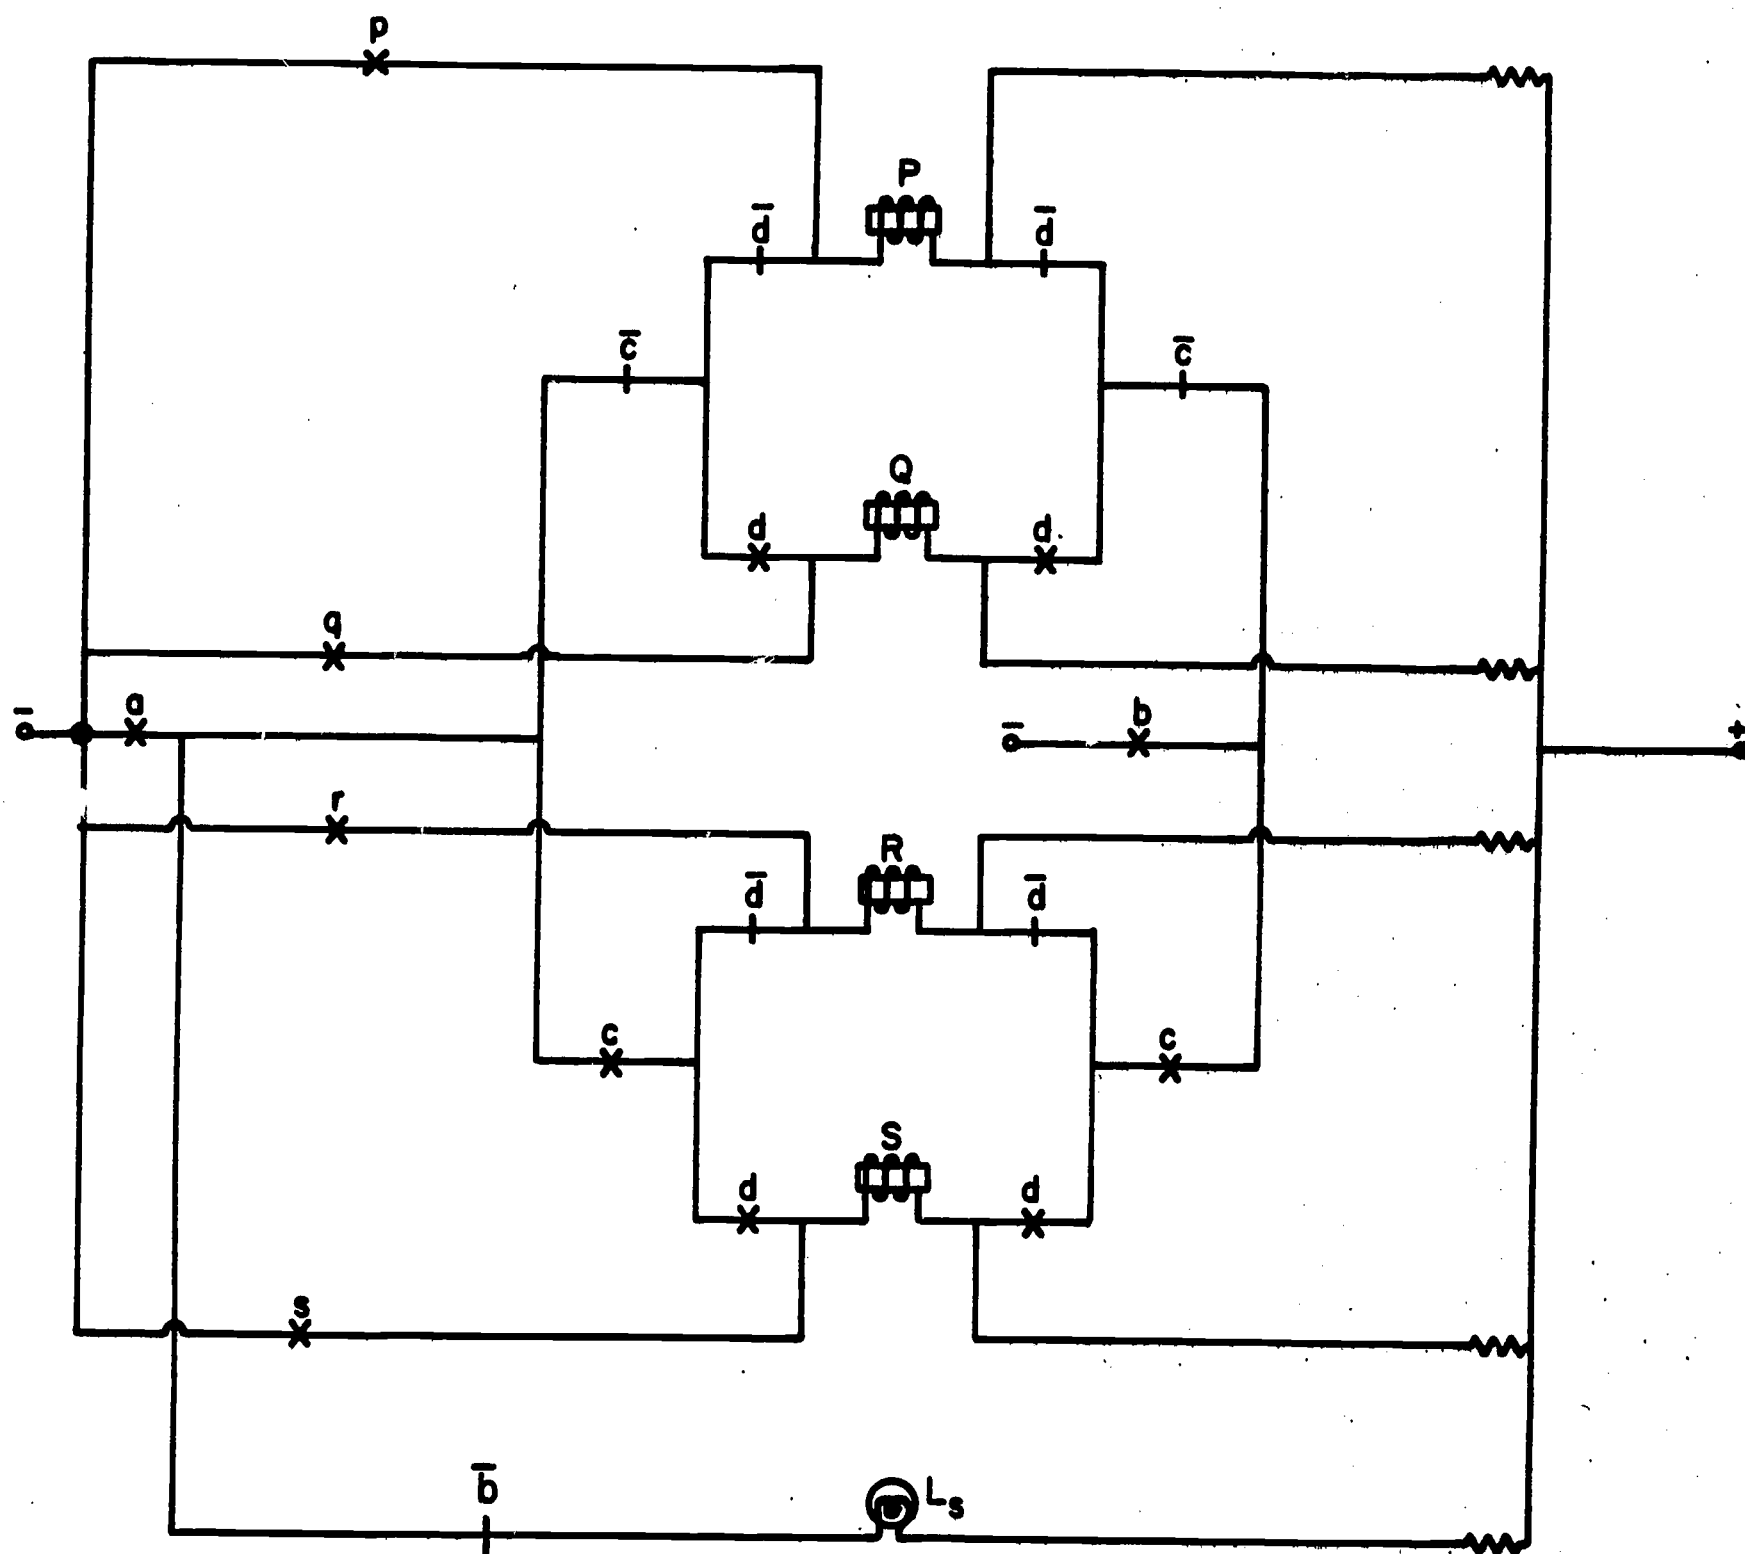 p
P
d̅ d̅
c̅ c̅
Q
d d
q
− a − b +
r
R
d̅ d̅
c c
S
d d
s
b̅ Ls